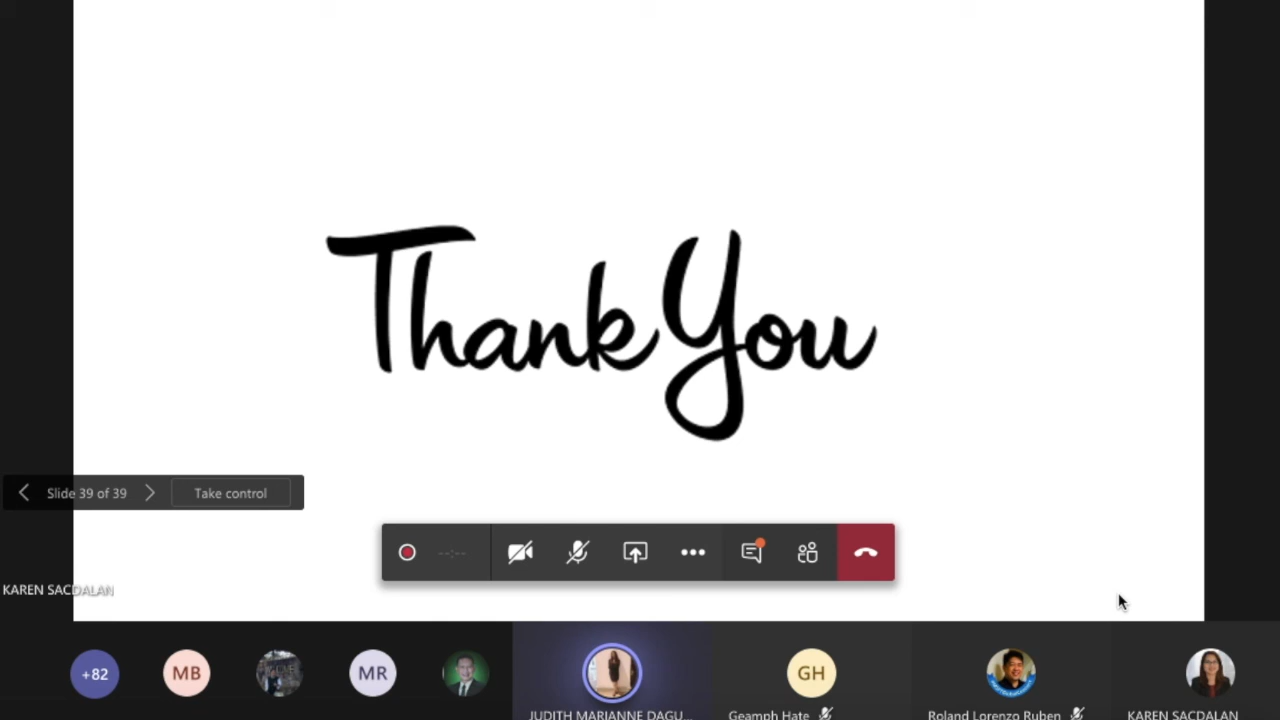 Thank You
Slide 39 of 39
Take control
--:--
KAREN SACDALAN
+82
MB
MR
GH
JUDITH MARIANNE DAGU...
Geamph Hate
Roland Lorenzo Ruben
KAREN SACDALAN